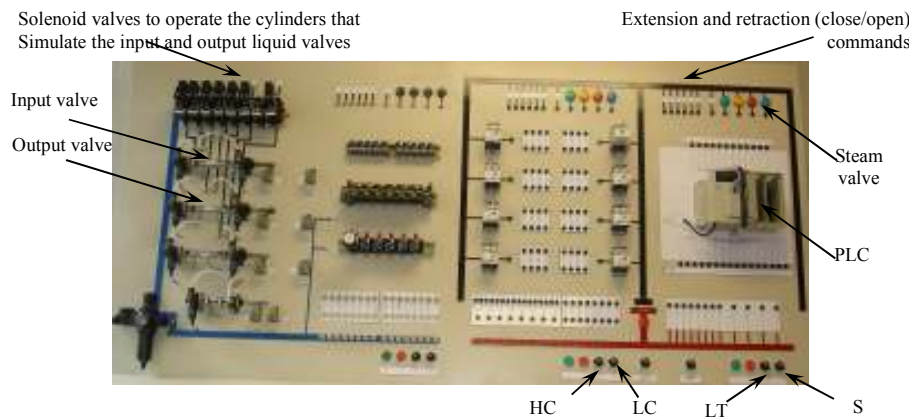 Solenoid valves to operate the cylinders that
Simulate the input and output liquid valves
Extension and retraction (close/open)
commands
Input valve
Output valve
Steam
valve
PLC
HC
LC
LT
S